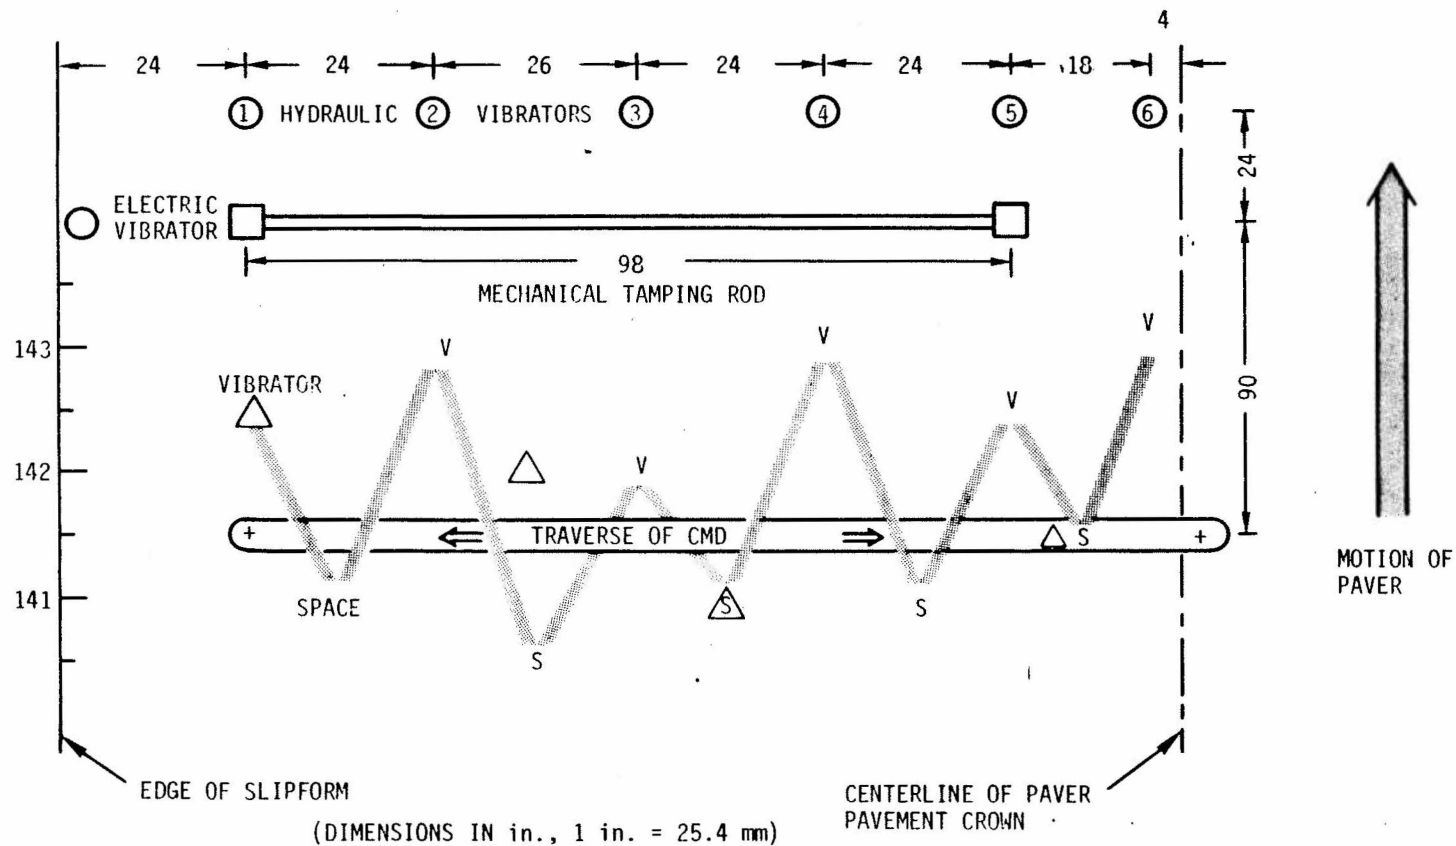 4
24 24 26 24 24 18
1 HYDRAULIC 2 VIBRATORS 3 4 5 6
24
ELECTRIC
VIBRATOR
98
MECHANICAL TAMPING ROD
V V
143
V
VIBRATOR
90
V
142
V
+ TRAVERSE OF CMD S +
MOTION OF
PAVER
141
SPACE S S
S
EDGE OF SLIPFORM
CENTERLINE OF PAVER
PAVEMENT CROWN
(DIMENSIONS IN in., 1 in. = 25.4 mm)